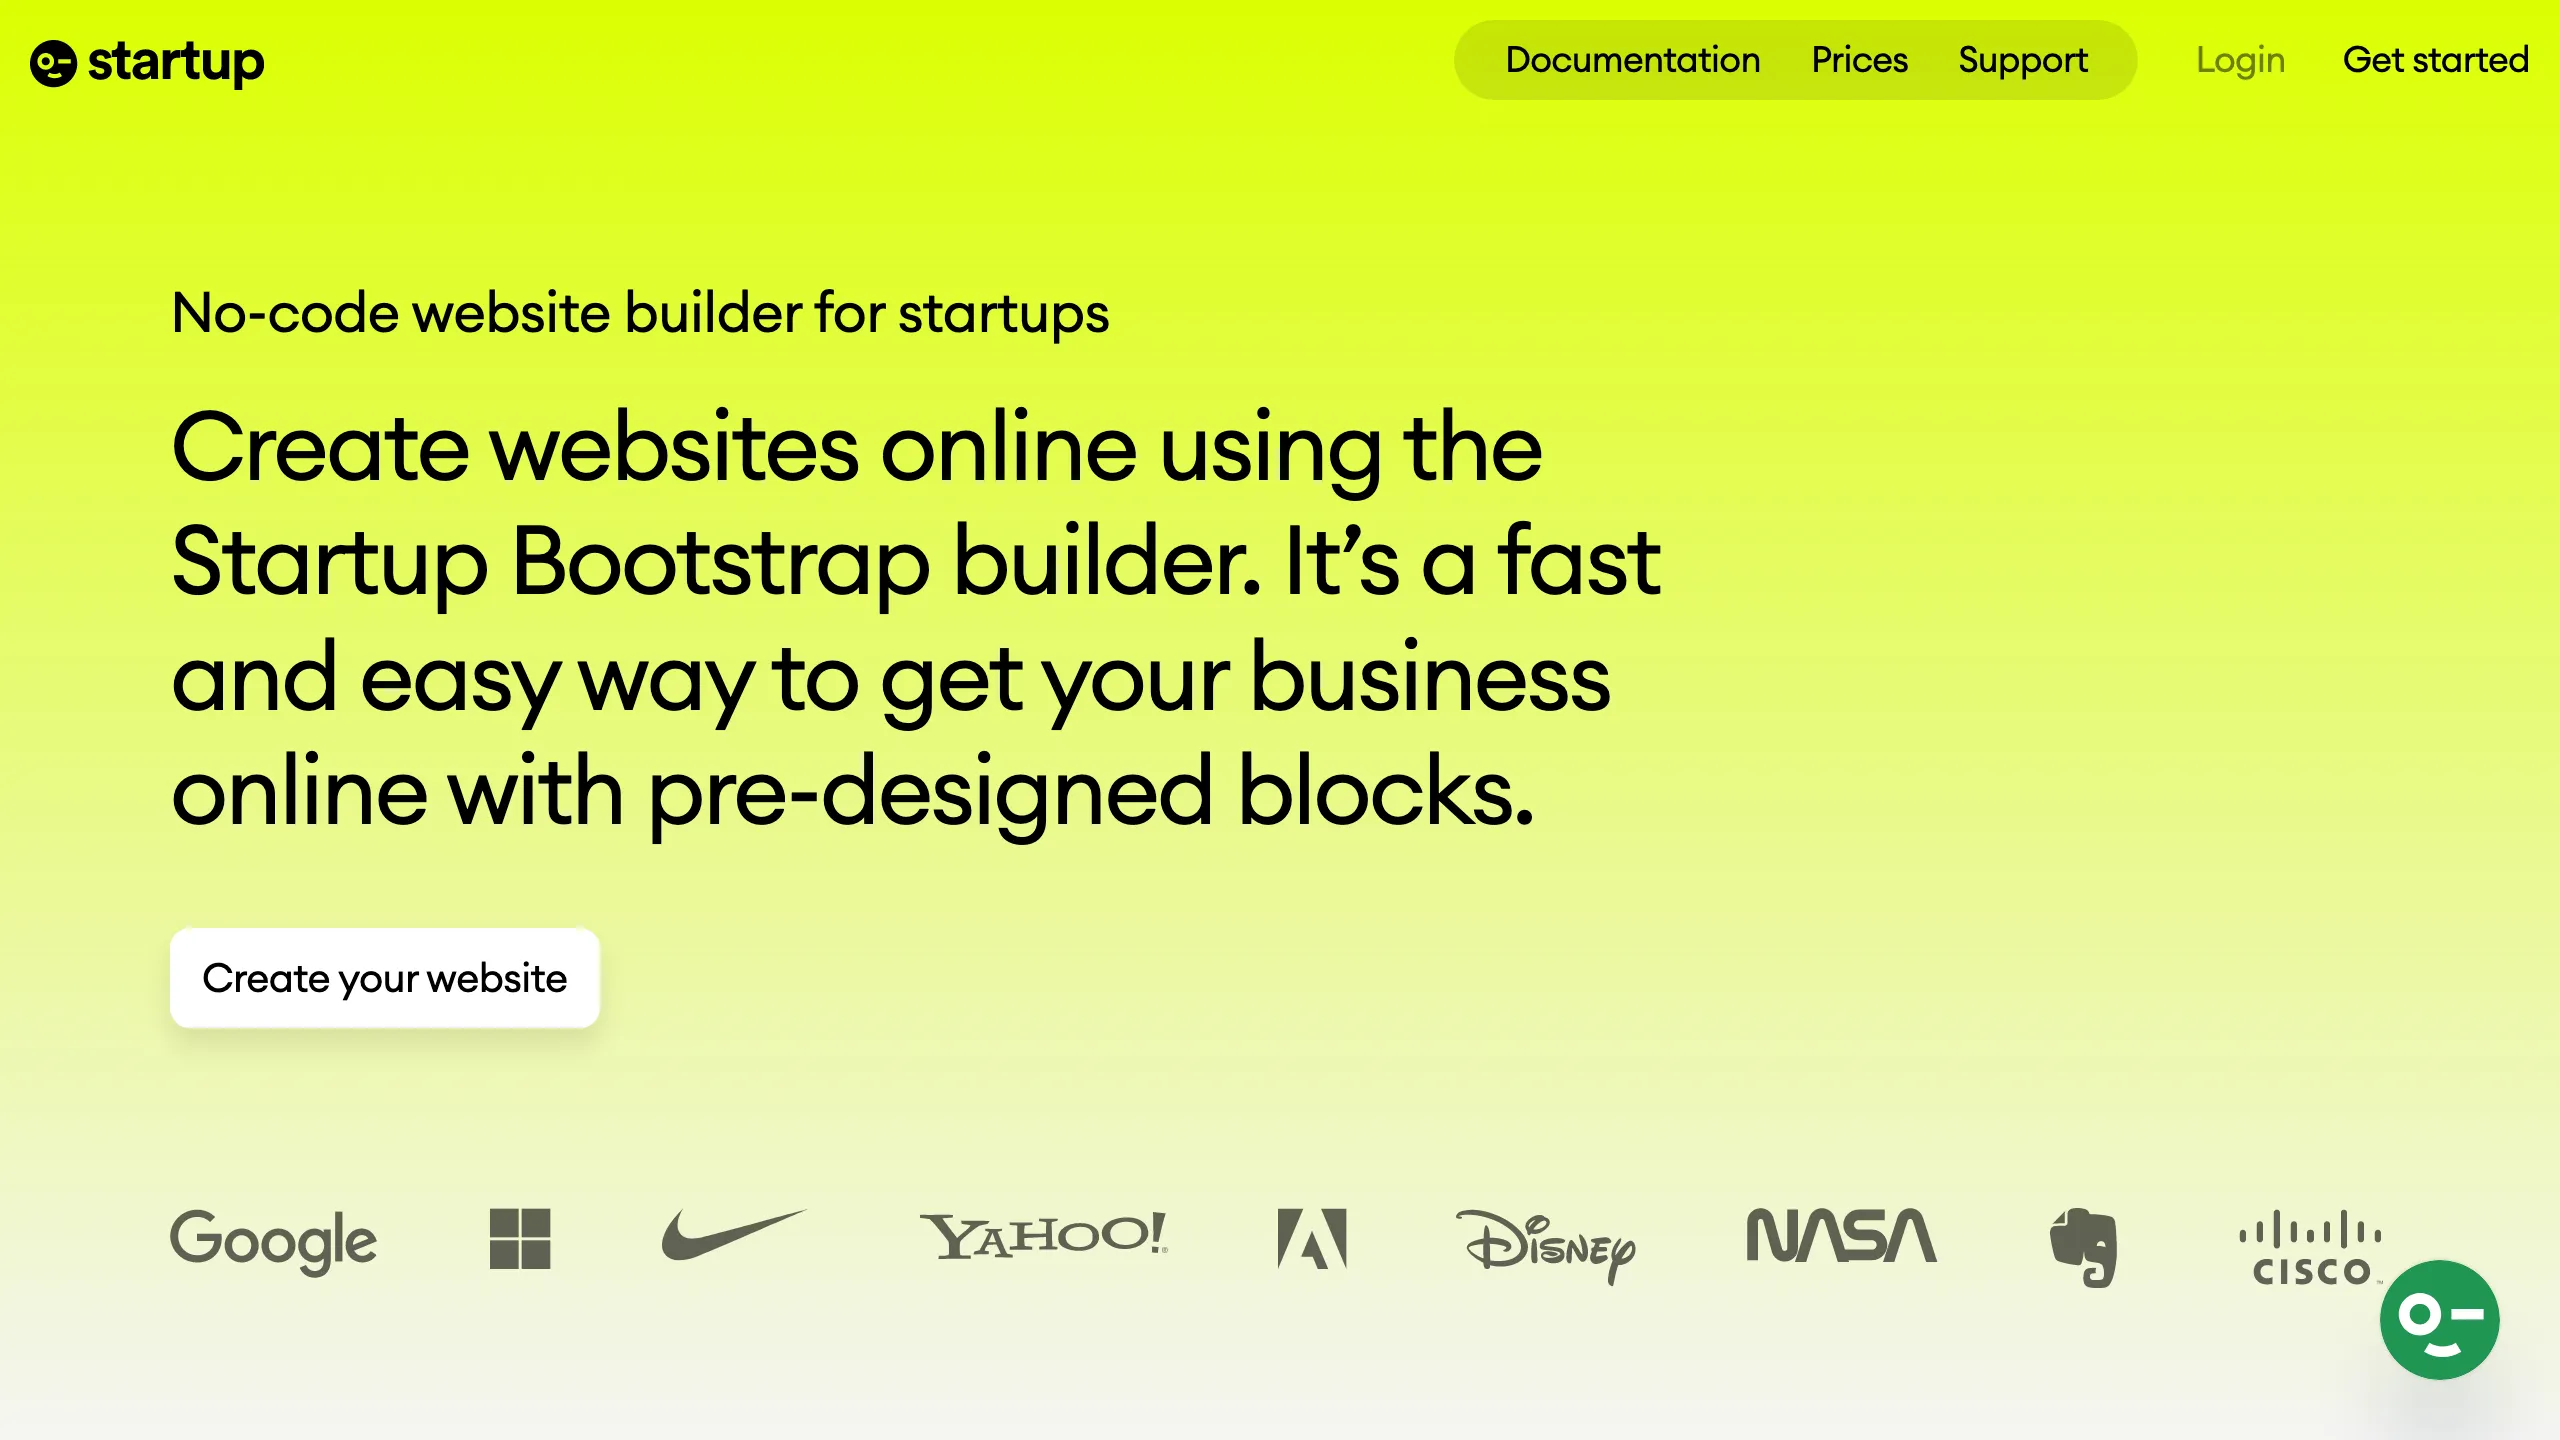 startup
Documentation Prices Support Login Get started
No-code website builder for startups
Create websites online using the
Startup Bootstrap builder. It’s a fast
and easy way to get your business
online with pre-designed blocks.
Create your website
Google YAHOO!® Disney NASA CISCO™